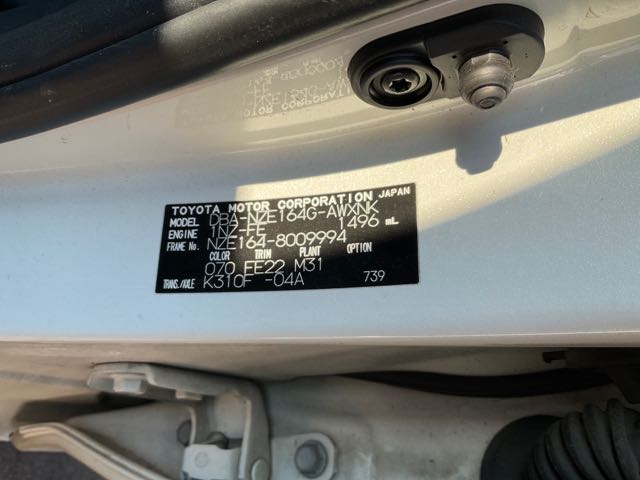 TOYOTA MOTOR CORPORATION JAPAN
MODEL DBA-NZE164G-AWXNK
ENGINE 1NZ-FE 1496 mL
FRAME No. NZE164-8009994
COLOR TRIM PLANT OPTION
070 FE22 M31
TRANS./AXLE K310F -04A 739